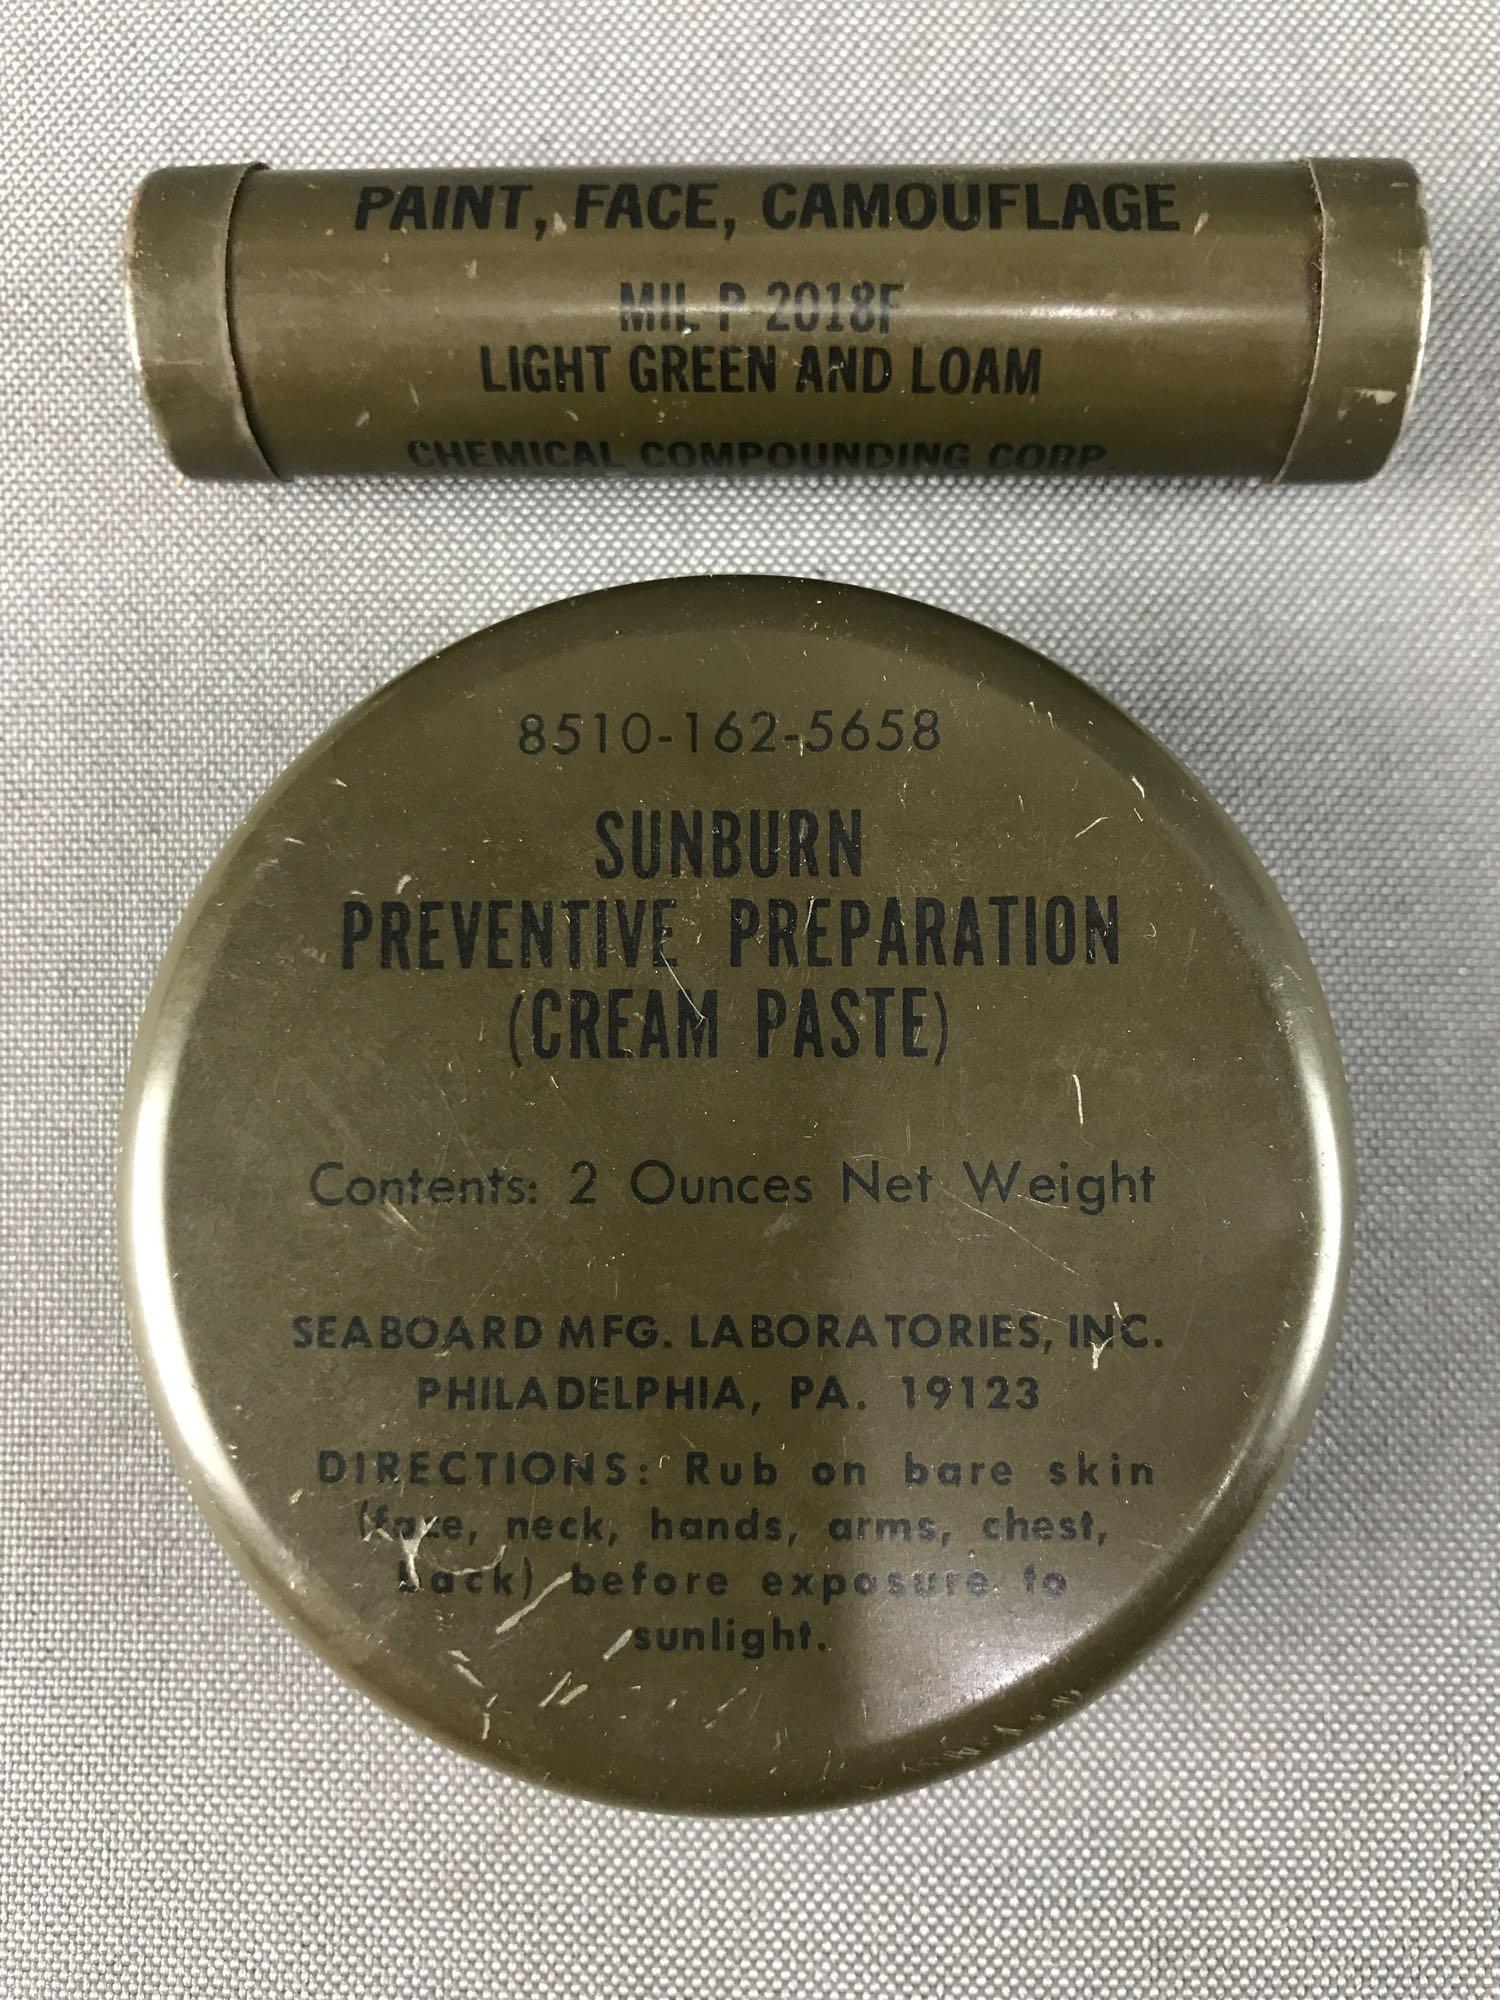 PAINT, FACE, CAMOUFLAGE
MIL P 2018F
LIGHT GREEN AND LOAM
CHEMICAL COMPOUNDING CORP.
8510-162-5658
SUNBURN
PREVENTIVE PREPARATION
(CREAM PASTE)
Contents: 2 Ounces Net Weight
SEABOARD MFG. LABORATORIES, INC.
PHILADELPHIA, PA. 19123
DIRECTIONS: Rub on bare skin
(face, neck, hands, arms, chest,
back) before exposure to
sunlight.